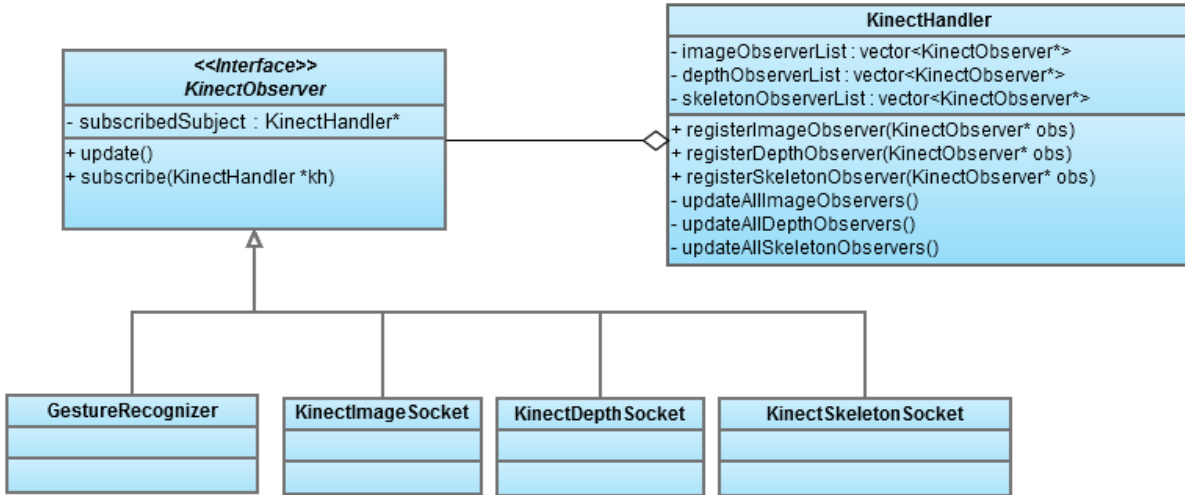 <<Interface>>
KinectObserver
- subscribedSubject : KinectHandler*
+ update()
+ subscribe(KinectHandler *kh)
KinectHandler
- imageObserverList : vector<KinectObserver*>
- depthObserverList : vector<KinectObserver*>
- skeletonObserverList : vector<KinectObserver*>
+ registerImageObserver(KinectObserver* obs)
+ registerDepthObserver(KinectObserver* obs)
+ registerSkeletonObserver(KinectObserver* obs)
- updateAllImageObservers()
- updateAllDepthObservers()
- updateAllSkeletonObservers()
GestureRecognizer
KinectImageSocket
KinectDepthSocket
KinectSkeletonSocket